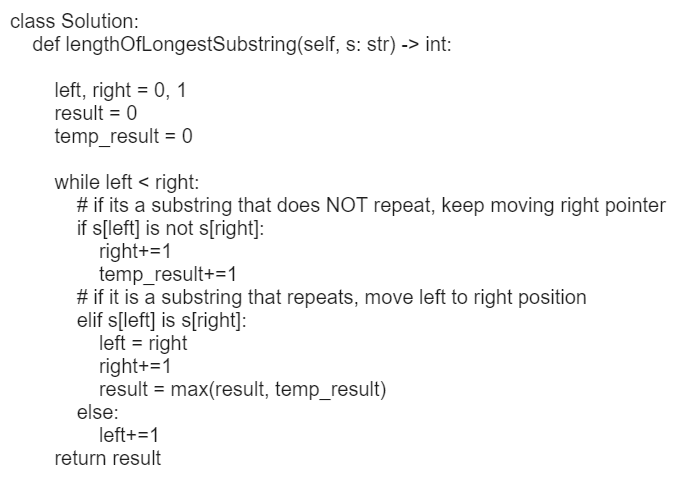 class Solution:
def lengthOfLongestSubstring(self, s: str) -> int:
left, right = 0, 1
result = 0
temp_result = 0
while left < right:
# if its a substring that does NOT repeat, keep moving right pointer
if s[left] is not s[right]:
right+=1
temp_result+=1
# if it is a substring that repeats, move left to right position
elif s[left] is s[right]:
left = right
right+=1
result = max(result, temp_result)
else:
left+=1
return result